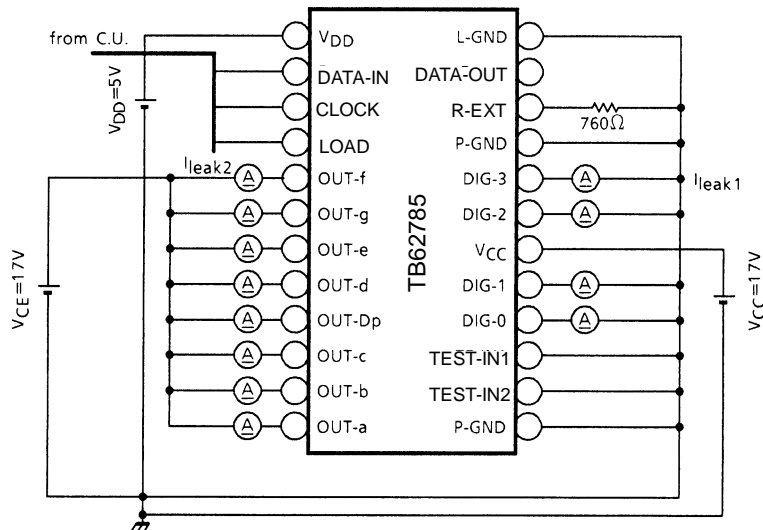 from C.U.
VDD=5V
VDD
DATA-IN
CLOCK
LOAD
Ileak2
A
OUT-f
A
OUT-g
A
OUT-e
A
OUT-d
A
OUT-Dp
A
OUT-c
A
OUT-b
A
OUT-a
VCE=17V
TB62785
L-GND
DATA-OUT
R-EXT
760Ω
P-GND
DIG-3
A
Ileak1
DIG-2
A
VCC
DIG-1
A
DIG-0
A
TEST-IN1
TEST-IN2
P-GND
VCC=17V